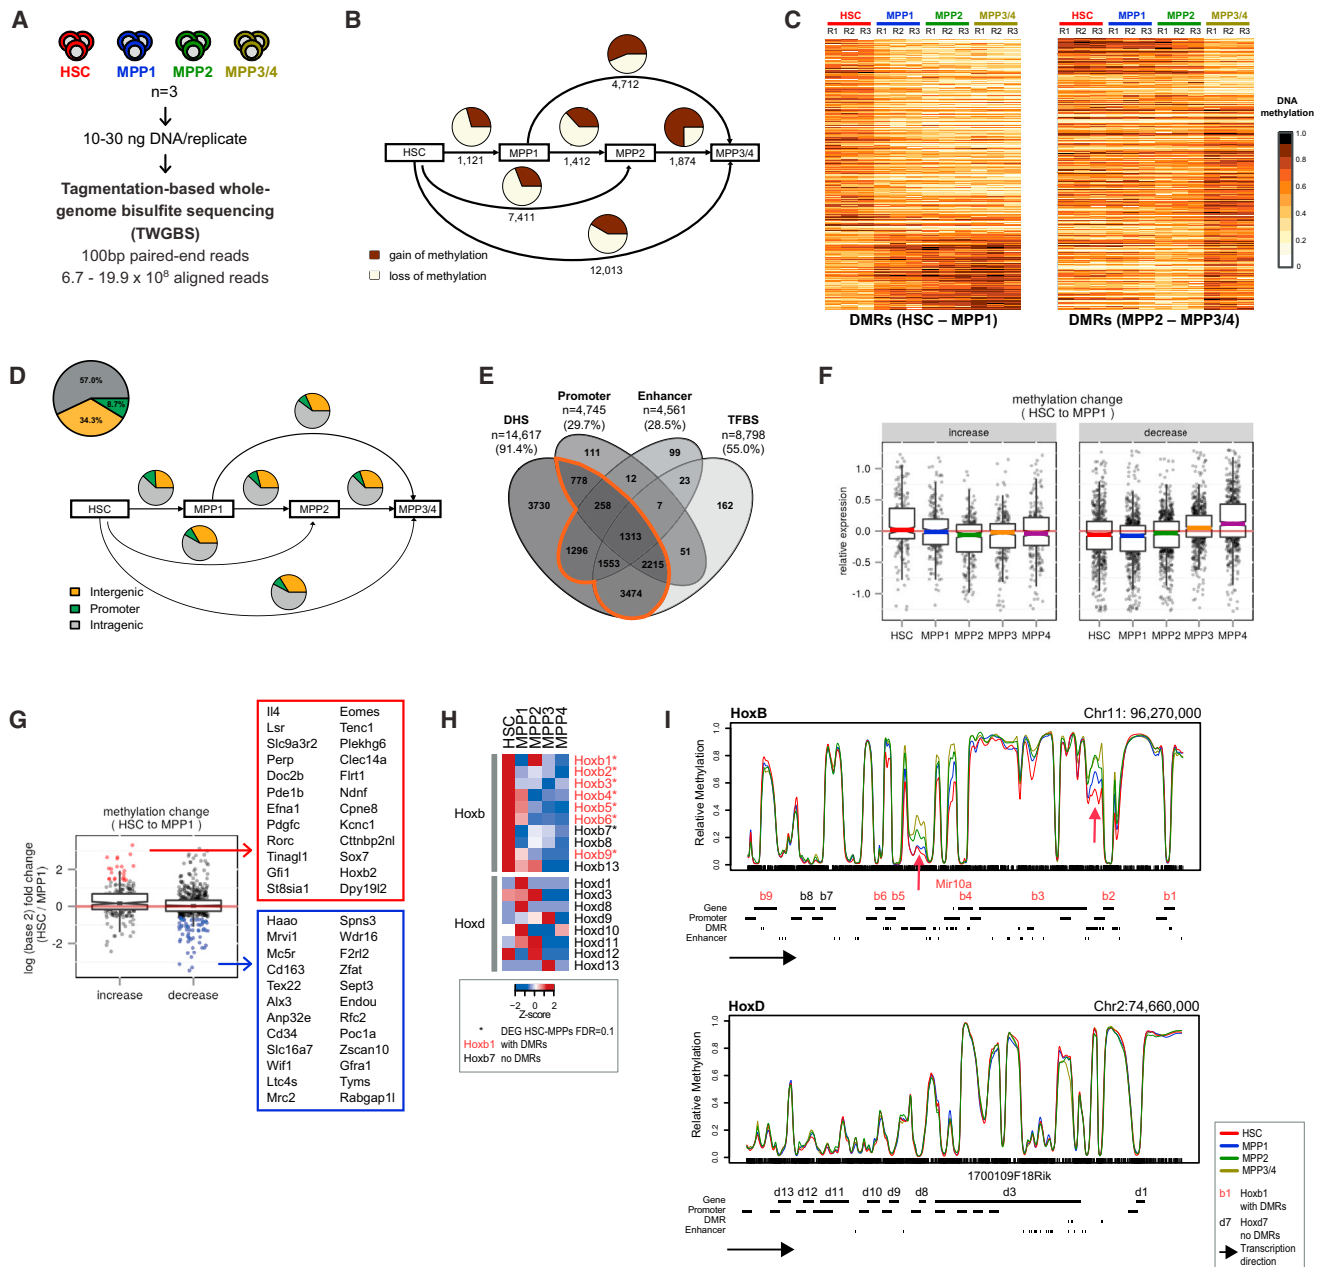 A
HSC MPP1 MPP2 MPP3/4
n=3
10-30 ng DNA/replicate
Tagmentation-based whole-
genome bisulfite sequencing
(TWGBS)
100bp paired-end reads
6.7 - 19.9 x 10⁸ aligned reads
B
4,712
HSC MPP1 MPP2 MPP3/4
1,121 1,412 1,874
7,411
12,013
gain of methylation
loss of methylation
C
HSC MPP1 MPP2 MPP3/4
R1 R2 R3 R1 R2 R3 R1 R2 R3 R1 R2 R3
DMRs (HSC – MPP1)
HSC MPP1 MPP2 MPP3/4
R1 R2 R3 R1 R2 R3 R1 R2 R3 R1 R2 R3
DMRs (MPP2 – MPP3/4)
DNA
methylation
1.0
0.8
0.6
0.4
0.2
0
D
57.0%
8.7%
34.3%
HSC MPP1 MPP2 MPP3/4
Intergenic
Promoter
Intragenic
E
Promoter
n=4,745
(29.7%)
Enhancer
n=4,561
(28.5%)
DHS
n=14,617
(91.4%)
TFBS
n=8,798
(55.0%)
111 99
778 12 23
3730 258 7 162
1313
1296 51
1553 2215
3474
F
methylation change
( HSC to MPP1 )
increase decrease
relative expression
1.0
0.5
0.0
-0.5
-1.0
HSC MPP1 MPP2 MPP3 MPP4
HSC MPP1 MPP2 MPP3 MPP4
G
methylation change
( HSC to MPP1 )
log (base 2) fold change
(HSC / MPP1)
2
0
-2
increase decrease
Il4 Eomes
Lsr Tenc1
Slc9a3r2 Plekhg6
Perp Clec14a
Doc2b Flrt1
Pde1b Ndnf
Efna1 Cpne8
Pdgfc Kcnc1
Rorc Cttnbp2nl
Tinagl1 Sox7
Gfi1 Hoxb2
St8sia1 Dpy19l2
Haao Spns3
Mrvi1 Wdr16
Mc5r F2rl2
Cd163 Zfat
Tex22 Sept3
Alx3 Endou
Anp32e Rfc2
Cd34 Poc1a
Slc16a7 Zscan10
Wif1 Gfra1
Ltc4s Tyms
Mrc2 Rabgap1l
H
HSC MPP1 MPP2 MPP3 MPP4
Hoxb
Hoxb1*
Hoxb2*
Hoxb3*
Hoxb4*
Hoxb5*
Hoxb6*
Hoxb7*
Hoxb8
Hoxb9*
Hoxb13
Hoxd
Hoxd1
Hoxd3
Hoxd8
Hoxd9
Hoxd10
Hoxd11
Hoxd12
Hoxd13
−2 0 2
Z-score
* DEG HSC-MPPs FDR=0.1
Hoxb1 with DMRs
Hoxb7 no DMRs
I
HoxB Chr11: 96,270,000
Relative Methylation
1.0
0.8
0.6
0.4
0.2
0.0
Mir10a
b9 b8 b7 b6 b5 b4 b3 b2 b1
Gene
Promoter
DMR
Enhancer
HoxD Chr2:74,660,000
Relative Methylation
1.0
0.8
0.6
0.4
0.2
0.0
1700109F18Rik
d13 d12 d11 d10 d9 d8 d3 d1
Gene
Promoter
DMR
Enhancer
HSC
MPP1
MPP2
MPP3/4
b1 Hoxb1
with DMRs
d7 Hoxd7
no DMRs
Transcription
direction